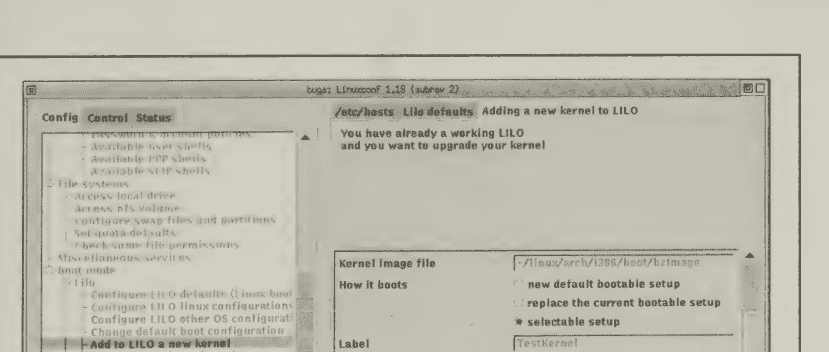 bugs: Linuxconf 1.19 (subrev 2)
Config Control Status
- Password & account policies
- Available user shells
- Available PPP shells
- Available SLIP shells
File systems
- Access local drive
- Access nfs volume
- Configure swap files and partitions
- Set quota defaults
- Check some file permissions
- Miscellaneous services
boot mode
- Lilo
- Configure LILO defaults (Linux boot
- Configure LILO linux configurations
- Configure LILO other OS configurati
- Change default boot configuration
- Add to LILO a new kernel
/etc/hosts Lilo defaults Adding a new kernel to LILO
You have already a working LILO
and you want to upgrade your kernel
Kernel image file /linux/arch/i386/boot/bzImage
How it boots new default bootable setup
replace the current bootable setup
selectable setup
Label TestKernel